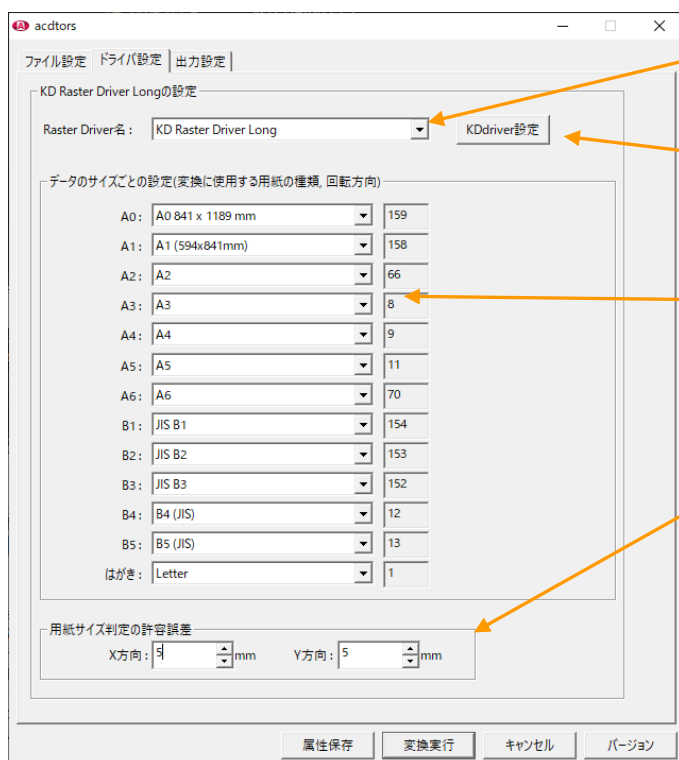 acdtors
ファイル設定 ドライバ設定 出力設定
KD Raster Driver Longの設定
Raster Driver名： KD Raster Driver Long KDdriver設定
データのサイズごとの設定(変換に使用する用紙の種類, 回転方向)
A0： A0 841 x 1189 mm 159
A1： A1 (594x841mm) 158
A2： A2 66
A3： A3 8
A4： A4 9
A5： A5 11
A6： A6 70
B1： JIS B1 154
B2： JIS B2 153
B3： JIS B3 152
B4： B4 (JIS) 12
B5： B5 (JIS) 13
はがき： Letter 1
用紙サイズ判定の許容誤差
X方向： 5 mm Y方向： 5 mm
属性保存 変換実行 キャンセル バージョン